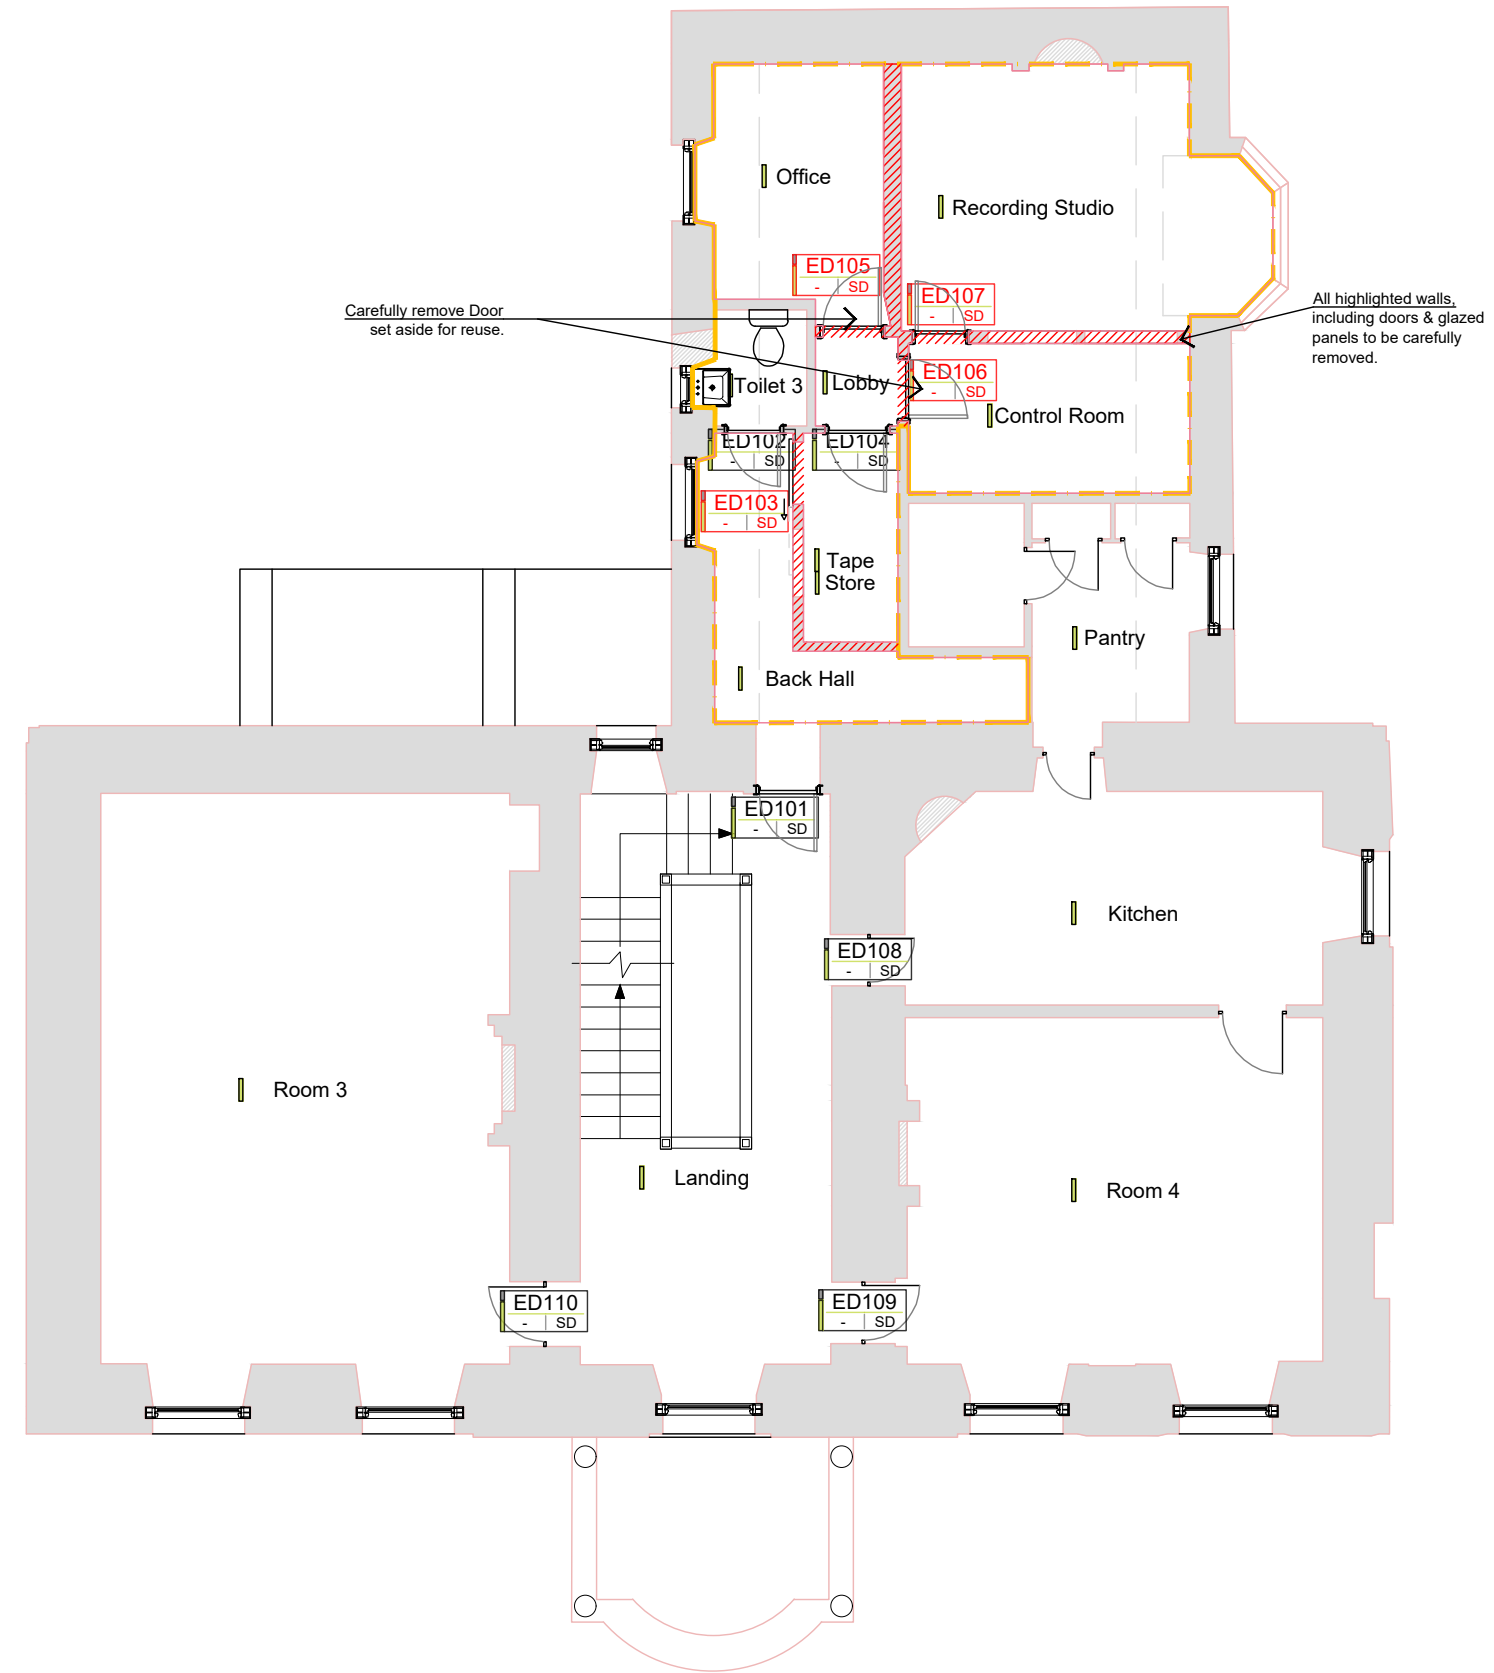 Office
Recording Studio
ED105
- SD
ED107
- SD
Carefully remove Door
set aside for reuse.
All highlighted walls,
including doors & glazed
panels to be carefully
removed.
Toilet 3
Lobby
ED106
- SD
Control Room
ED102
- SD
ED104
- SD
ED103
- SD
Tape
Store
Pantry
Back Hall
ED101
- SD
Kitchen
ED108
- SD
Room 3
Landing
Room 4
ED110
- SD
ED109
- SD